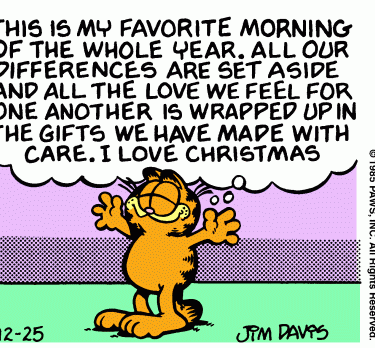 THIS IS MY FAVORITE MORNING
OF THE WHOLE YEAR. ALL OUR
DIFFERENCES ARE SET ASIDE
AND ALL THE LOVE WE FEEL FOR
ONE ANOTHER IS WRAPPED UP IN
THE GIFTS WE HAVE MADE WITH
CARE. I LOVE CHRISTMAS
12-25
JIM DAVIS
© 1985 PAWS, INC. All Rights Reserved.